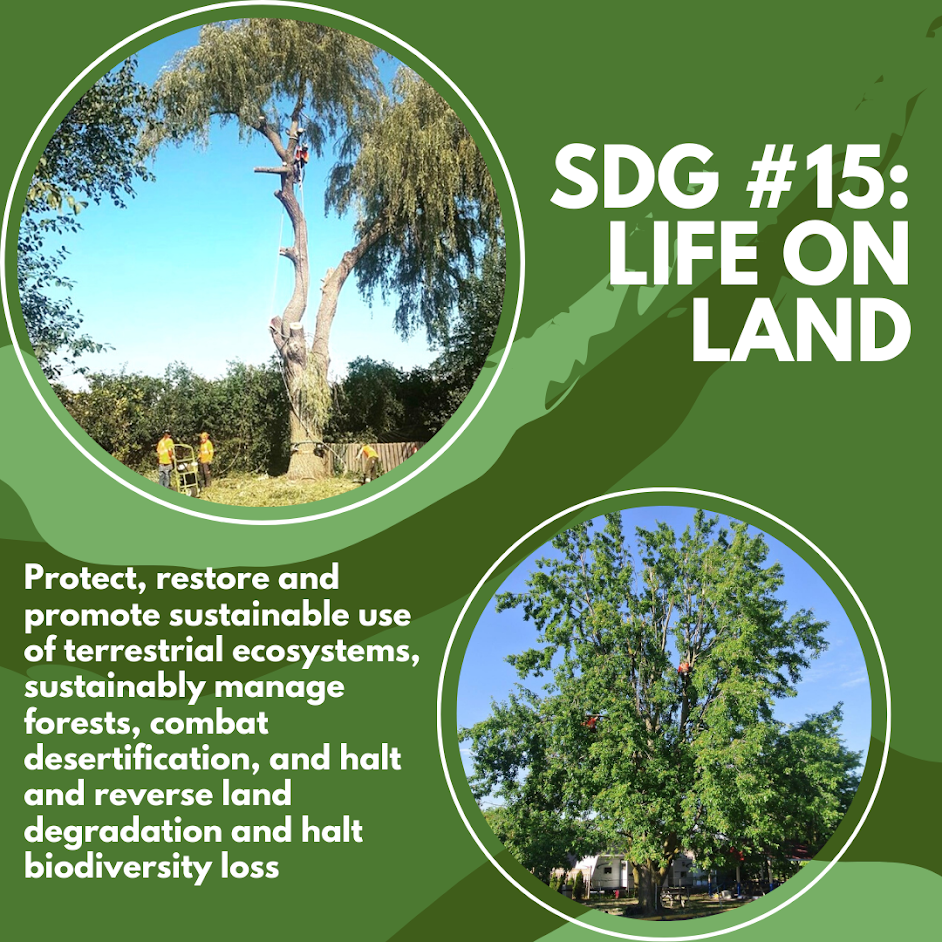 SDG #15:
LIFE ON
LAND
Protect, restore and
promote sustainable use
of terrestrial ecosystems,
sustainably manage
forests, combat
desertification, and halt
and reverse land
degradation and halt
biodiversity loss